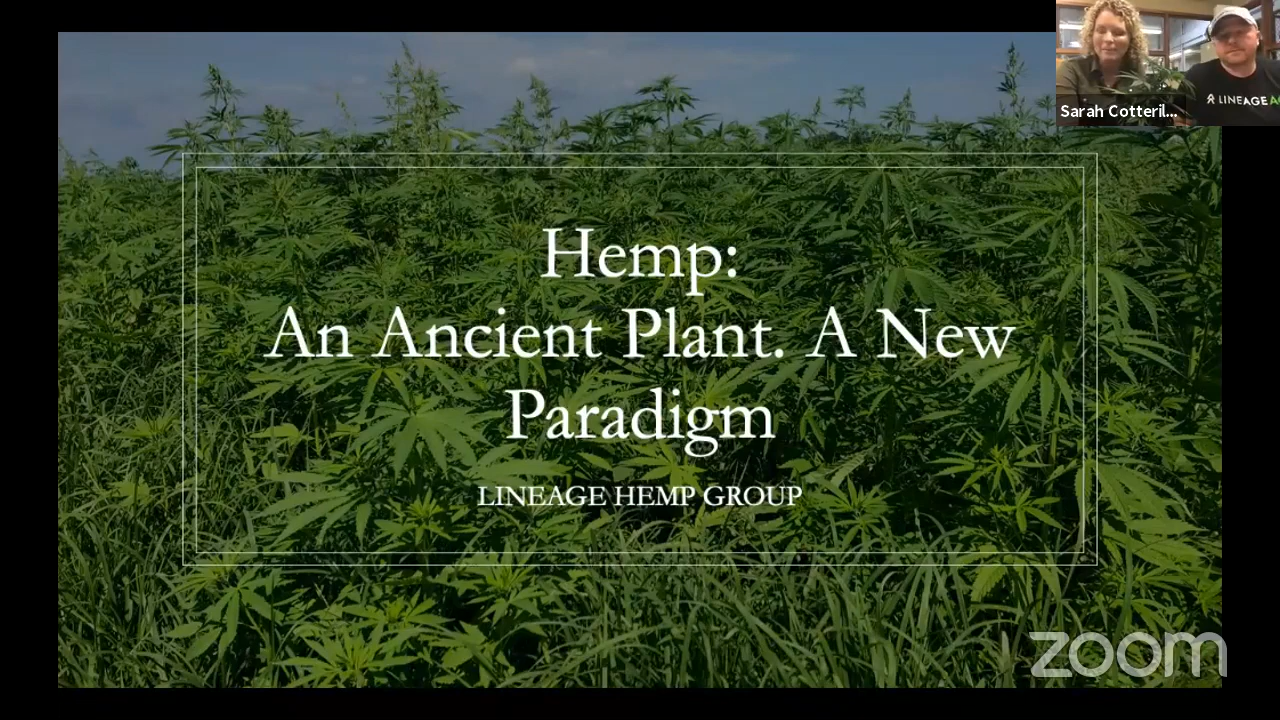 Sarah Cotteril...
LINEAGE
Hemp:
An Ancient Plant. A New
Paradigm
LINEAGE HEMP GROUP
zoom